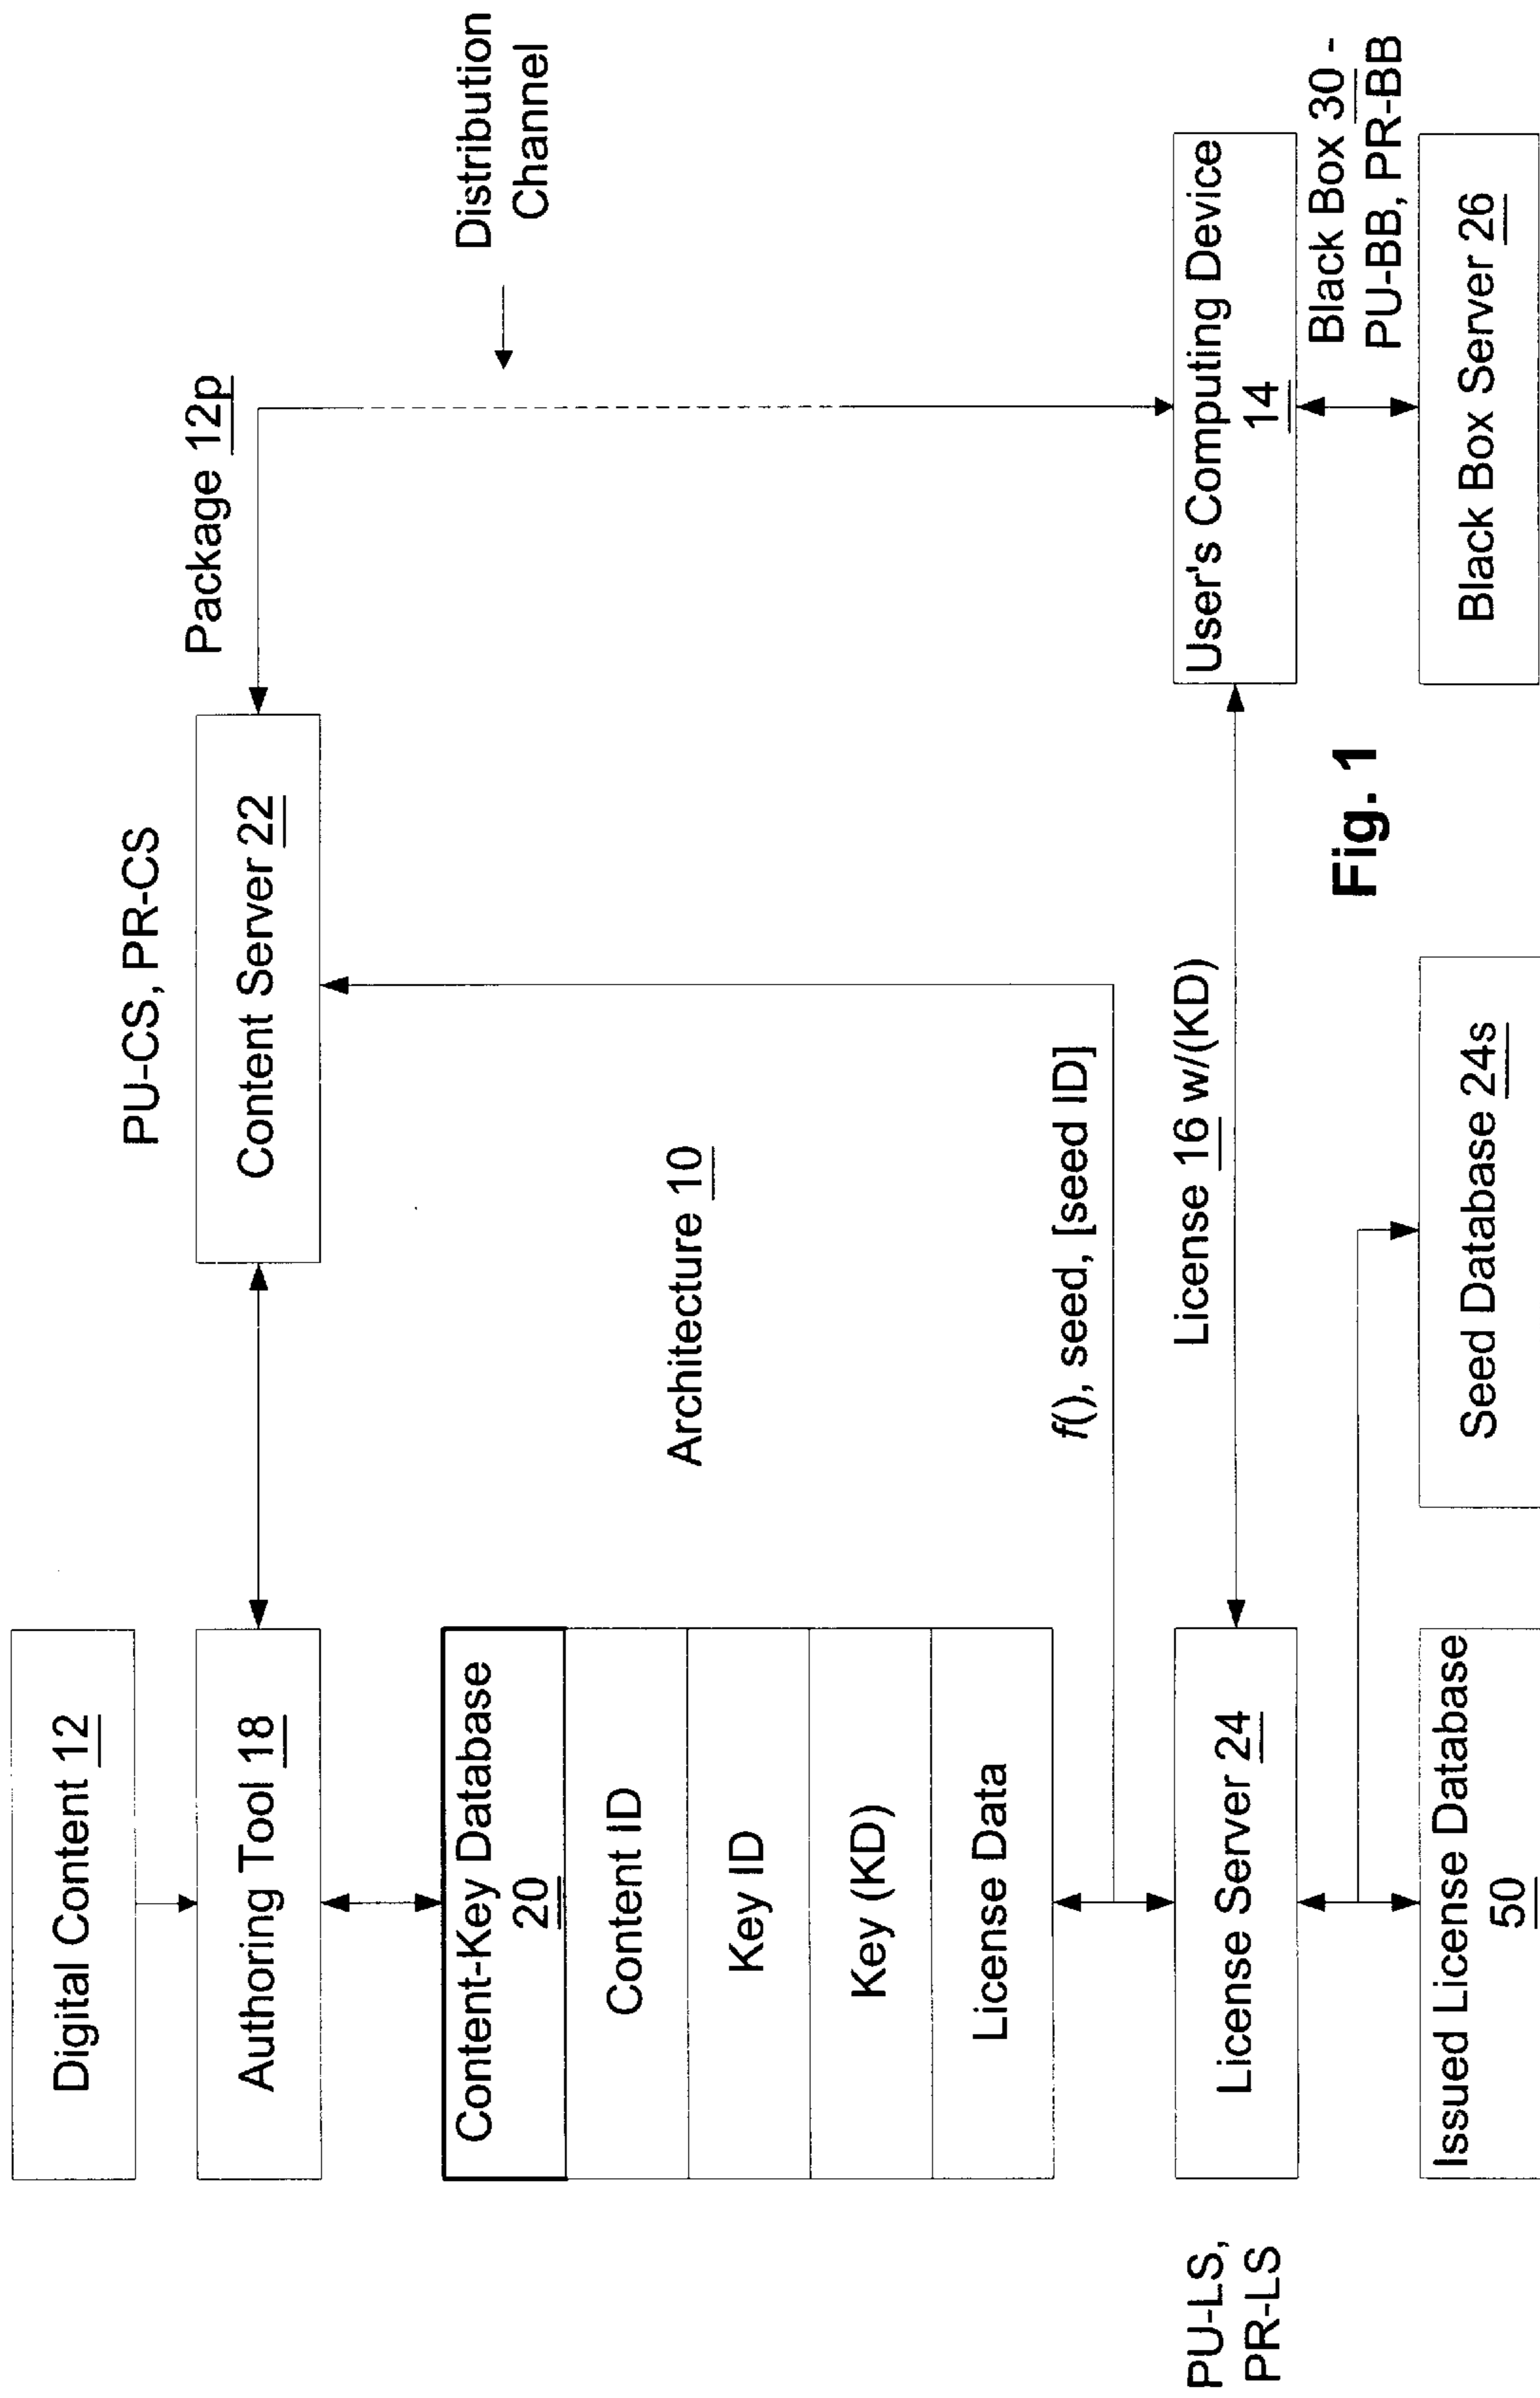 Digital Content 12
Authoring Tool 18
PU-CS, PR-CS
Content Server 22
Package 12p
Distribution
Channel
Content-Key Database
20
Content ID
Key ID
Key (KD)
License Data
Architecture 10
f(), seed, [seed ID]
PU-LS,
PR-LS
License Server 24
License 16 w/(KD)
User's Computing Device
14
Black Box 30 -
PU-BB, PR-BB
Issued License Database
50
Seed Database 24s
Black Box Server 26
Fig. 1